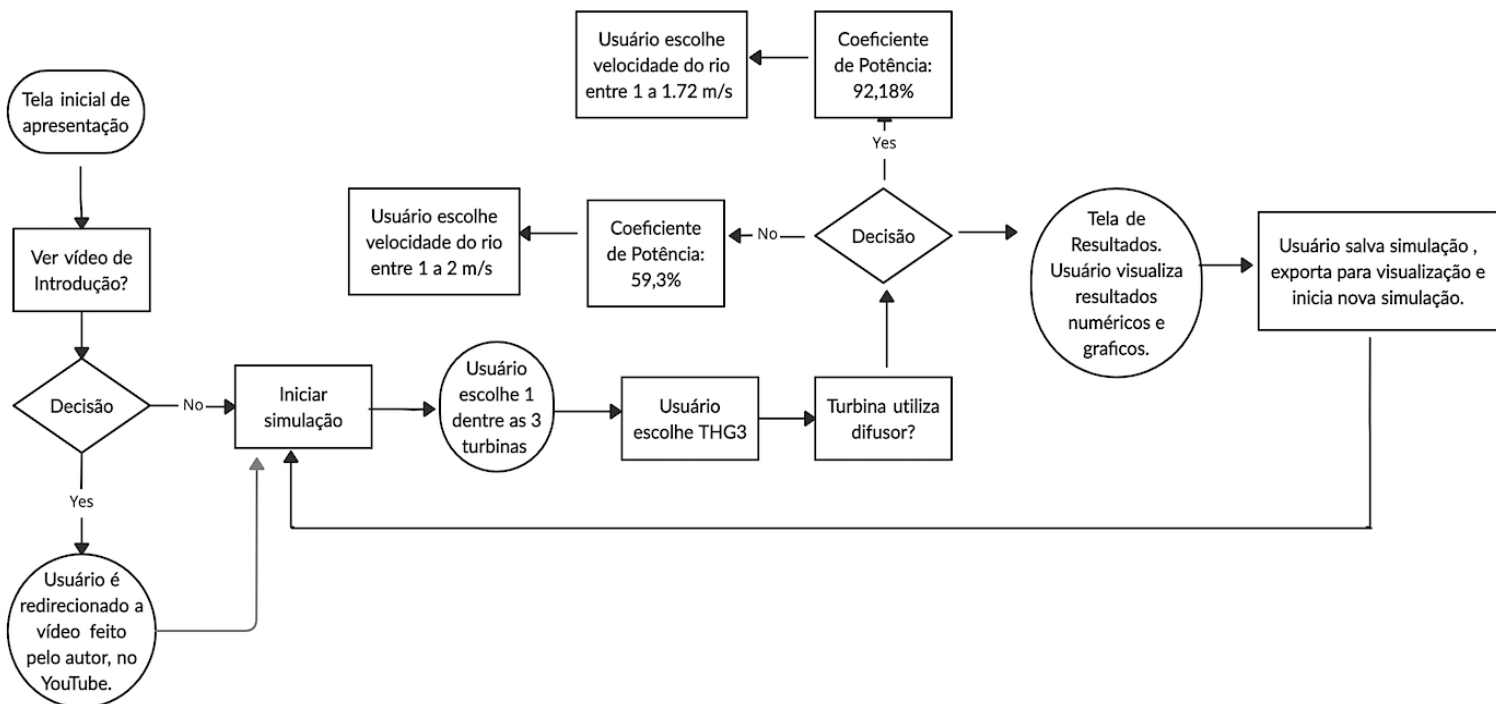 Tela inicial de
apresentação
Ver vídeo de
Introdução?
Decisão
No
Yes
Usuário é
redirecionado a
vídeo feito
pelo autor, no
YouTube.
Iniciar
simulação
Usuário
escolhe 1
dentre as 3
turbinas
Usuário
escolhe THG3
Turbina utiliza
difusor?
Decisão
No
Coeficiente
de Potência:
59,3%
Usuário escolhe
velocidade do rio
entre 1 a 2 m/s
Yes
Coeficiente
de Potência:
92,18%
Usuário escolhe
velocidade do rio
entre 1 a 1.72 m/s
Tela de
Resultados.
Usuário visualiza
resultados
numéricos e
graficos.
Usuário salva simulação ,
exporta para visualização e
inicia nova simulação.